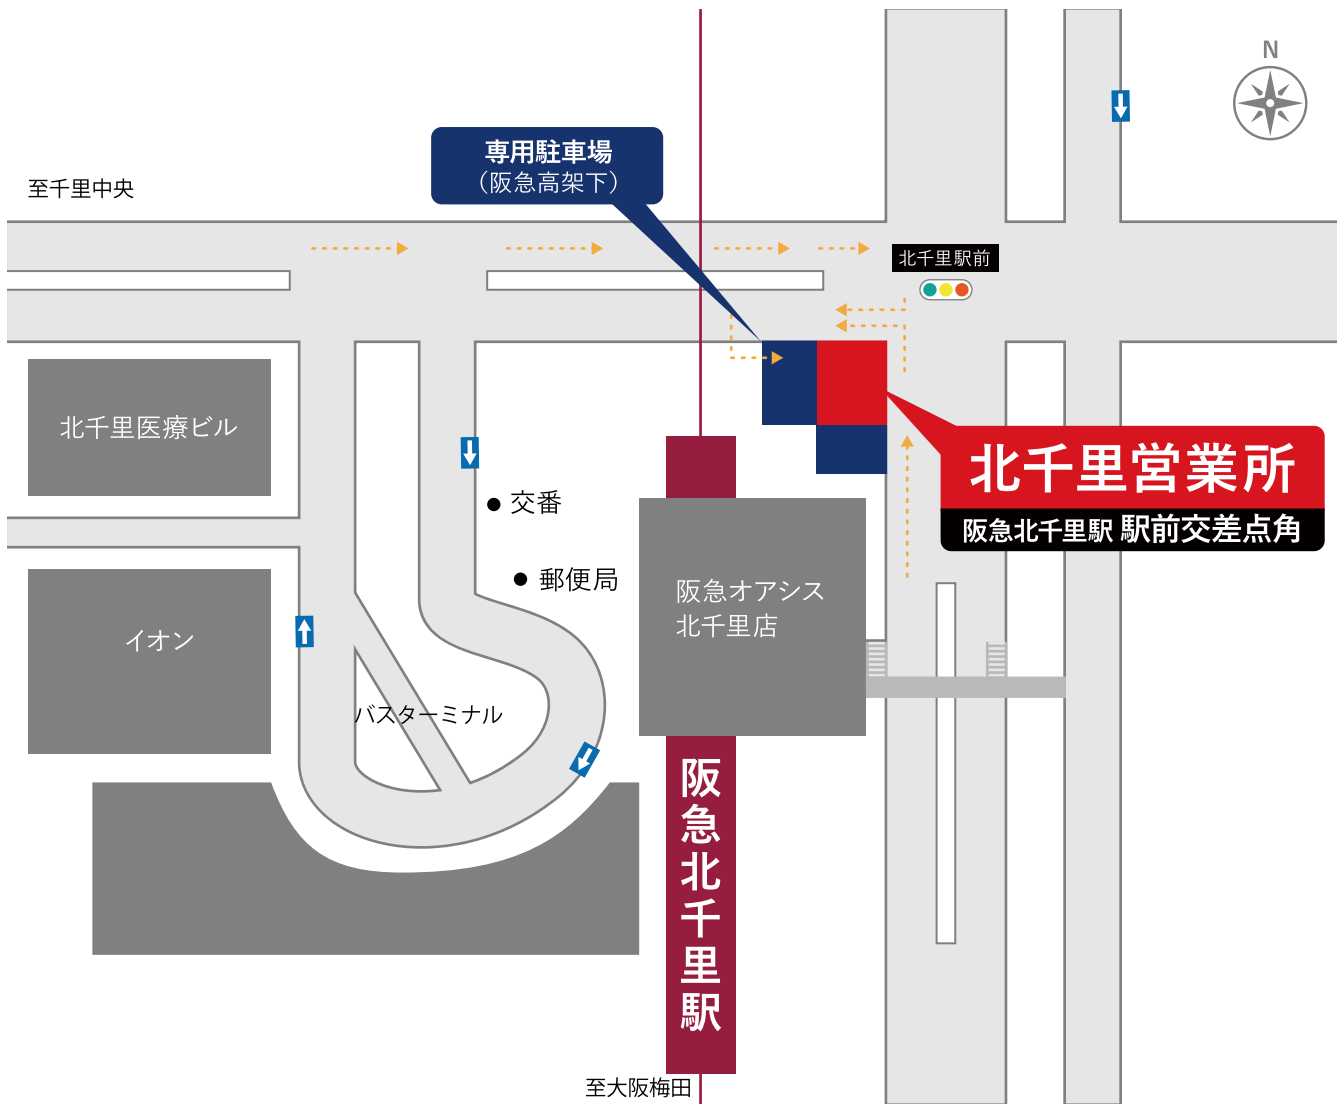 N
専用駐車場
（阪急高架下）
至千里中央
北千里駅前
北千里医療ビル
北千里営業所
阪急北千里駅 駅前交差点角
交番
郵便局
阪急オアシス
北千里店
イオン
バスターミナル
阪急北千里駅
至大阪梅田